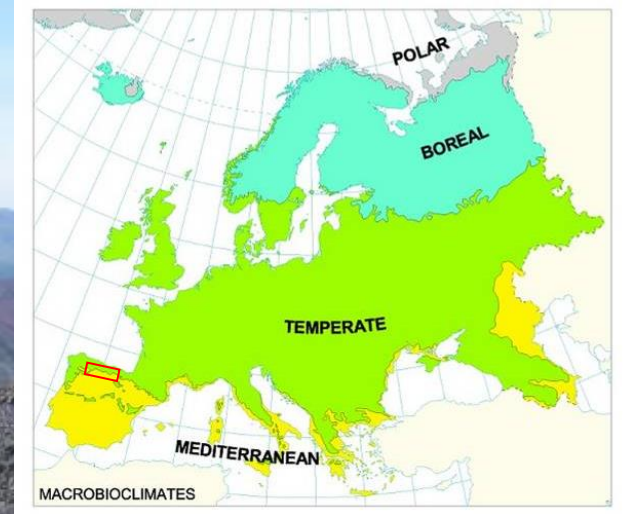 POLAR
BOREAL
TEMPERATE
MEDITERRANEAN
MACROBIOCLIMATES